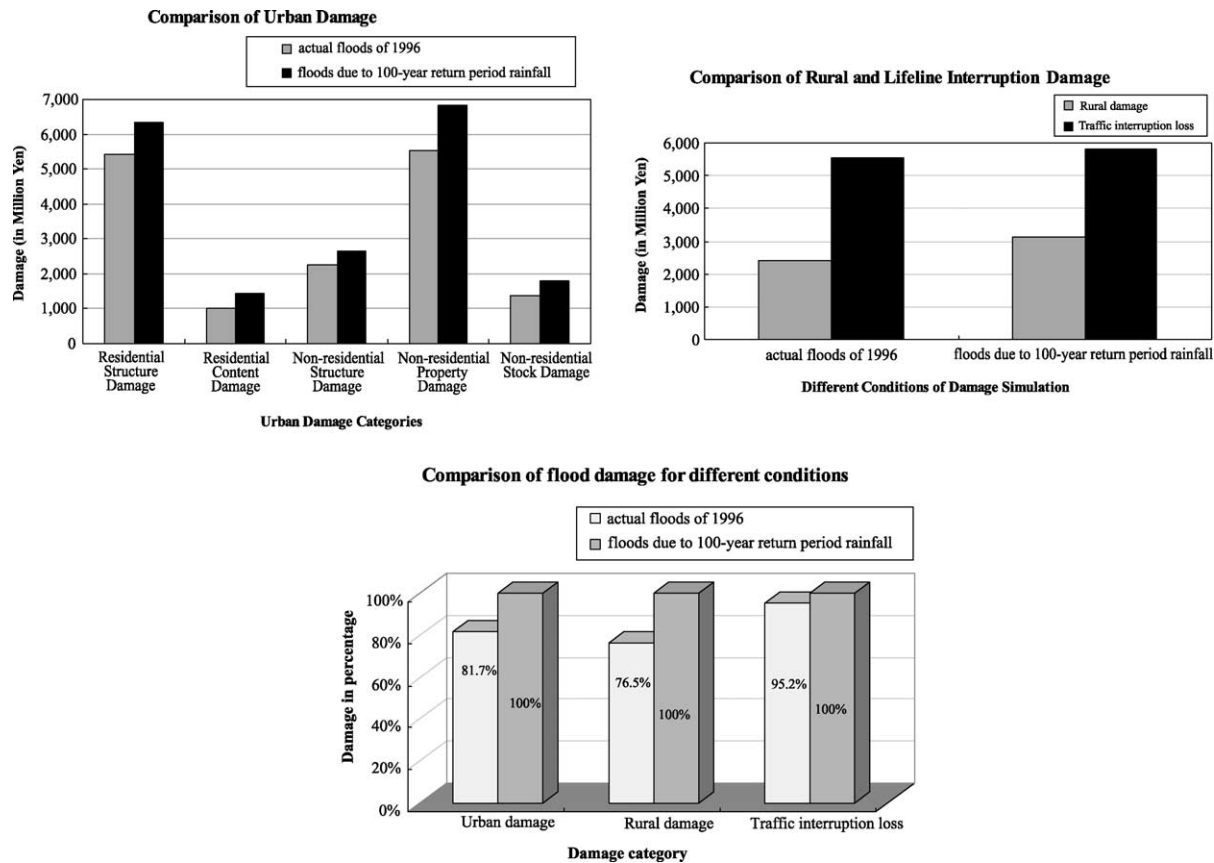 Comparison of Urban Damage
actual floods of 1996
floods due to 100-year return period rainfall
Damage (in Million Yen)
7,000
6,000
5,000
4,000
3,000
2,000
1,000
0
Residential Structure Damage
Residential Content Damage
Non-residential Structure Damage
Non-residential Property Damage
Non-residential Stock Damage
Urban Damage Categories
Comparison of Rural and Lifeline Interruption Damage
Rural damage
Traffic interruption loss
Damage (in Million Yen)
6,000
5,000
4,000
3,000
2,000
1,000
0
actual floods of 1996
floods due to 100-year return period rainfall
Different Conditions of Damage Simulation
Comparison of flood damage for different conditions
actual floods of 1996
floods due to 100-year return period rainfall
Damage in percentage
100%
80%
60%
40%
20%
0%
81.7%
100%
76.5%
100%
95.2%
100%
Urban damage
Rural damage
Traffic interruption loss
Damage category